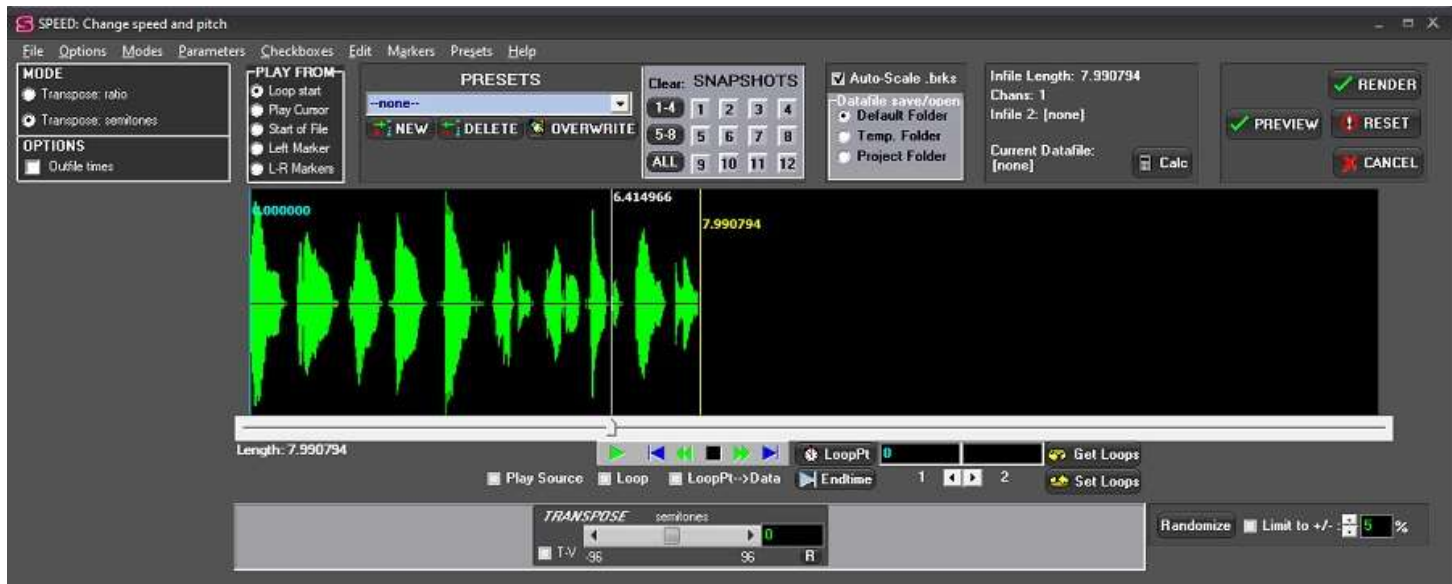 SPEED: Change speed and pitch
File Options Modes Parameters Checkboxes Edit Markers Presets Help
MODE
Transpose: ratio
Transpose: semitones
OPTIONS
Outfile times
PLAY FROM
Loop start
Play Cursor
Start of File
Left Marker
L-R Markers
PRESETS
--none--
NEW DELETE OVERWRITE
Clear: SNAPSHOTS
1-4 1 2 3 4
5-8 5 6 7 8
ALL 9 10 11 12
Auto-Scale .brks
Datafile save/open
Default Folder
Temp. Folder
Project Folder
Infile Length: 7.990794
Chans: 1
Infile 2: [none]
Current Datafile:
[none]
Calc
PREVIEW
RENDER
RESET
CANCEL
0.000000
6.414966
7.990794
Length: 7.990794
LoopPt 0 Get Loops
Play Source Loop LoopPt-->Data Endtime 1 2 Set Loops
TRANSPOSE semitones
0
T-V -96 96 R
Randomize Limit to +/- : 5 %